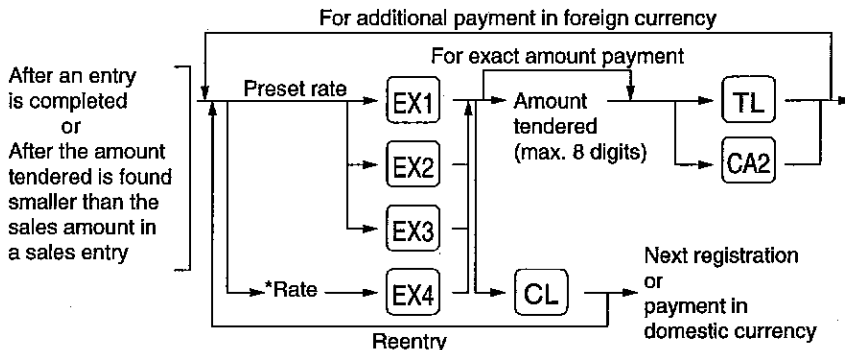 For additional payment in foreign currency
For exact amount payment
After an entry
is completed
or
After the amount
tendered is found
smaller than the
sales amount in
a sales entry
Preset rate
EX1
EX2
EX3
*Rate
EX4
Amount
tendered
(max. 8 digits)
TL
CA2
CL
Next registration
or
payment in
domestic currency
Reentry